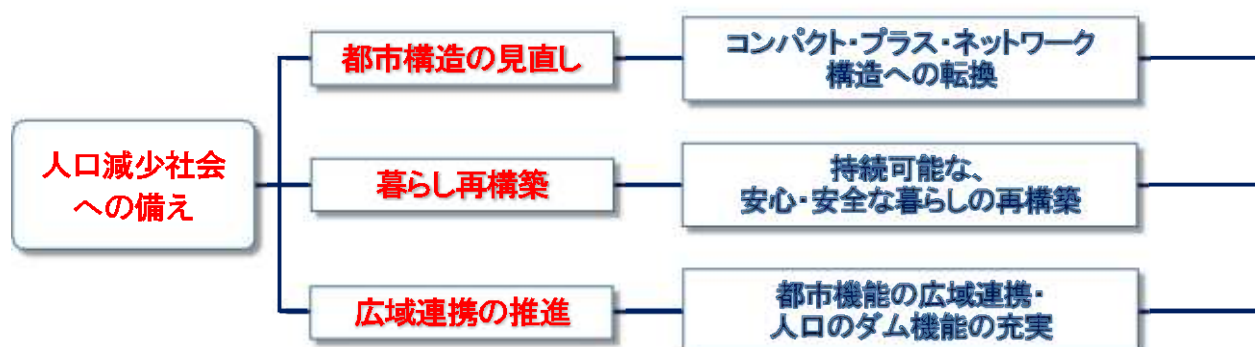 人口減少社会
への備え
都市構造の見直し
コンパクト・プラス・ネットワーク
構造への転換
暮らし再構築
持続可能な、
安心・安全な暮らしの再構築
広域連携の推進
都市機能の広域連携・
人口のダム機能の充実